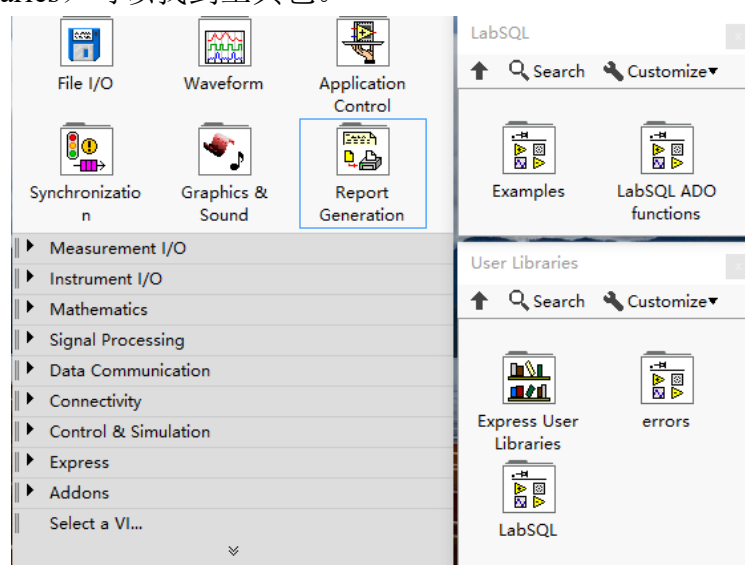 File I/O
Waveform
Application
Control
Synchronizatio
n
Graphics &
Sound
Report
Generation
Measurement I/O
Instrument I/O
Mathematics
Signal Processing
Data Communication
Connectivity
Control & Simulation
Express
Addons
Select a VI...
LabSQL
Search Customize
Examples
LabSQL ADO
functions
User Libraries
Search Customize
Express User
Libraries
errors
LabSQL